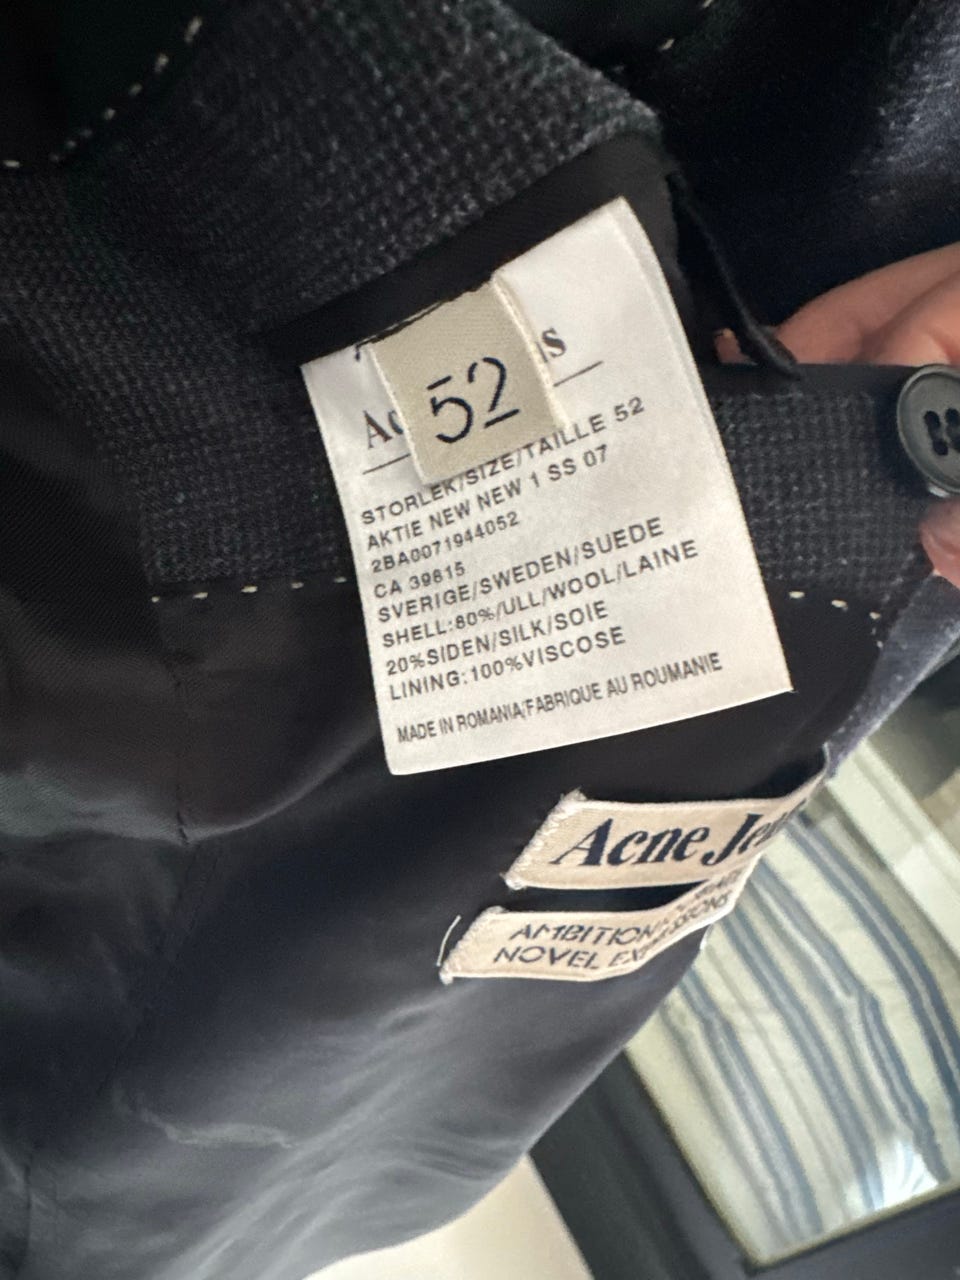 52
STORLEK/SIZE/TAILLE 52
AKTIE NEW NEW 1 SS 07
2BA0071944052
CA 39815
SVERIGE/SWEDEN/SUEDE
SHELL:80%/ULL/WOOL/LAINE
20%SIDEN/SILK/SOIE
LINING:100%VISCOSE
MADE IN ROMANIA/FABRIQUE AU ROUMANIE
Acne
AMBITION
NOVEL